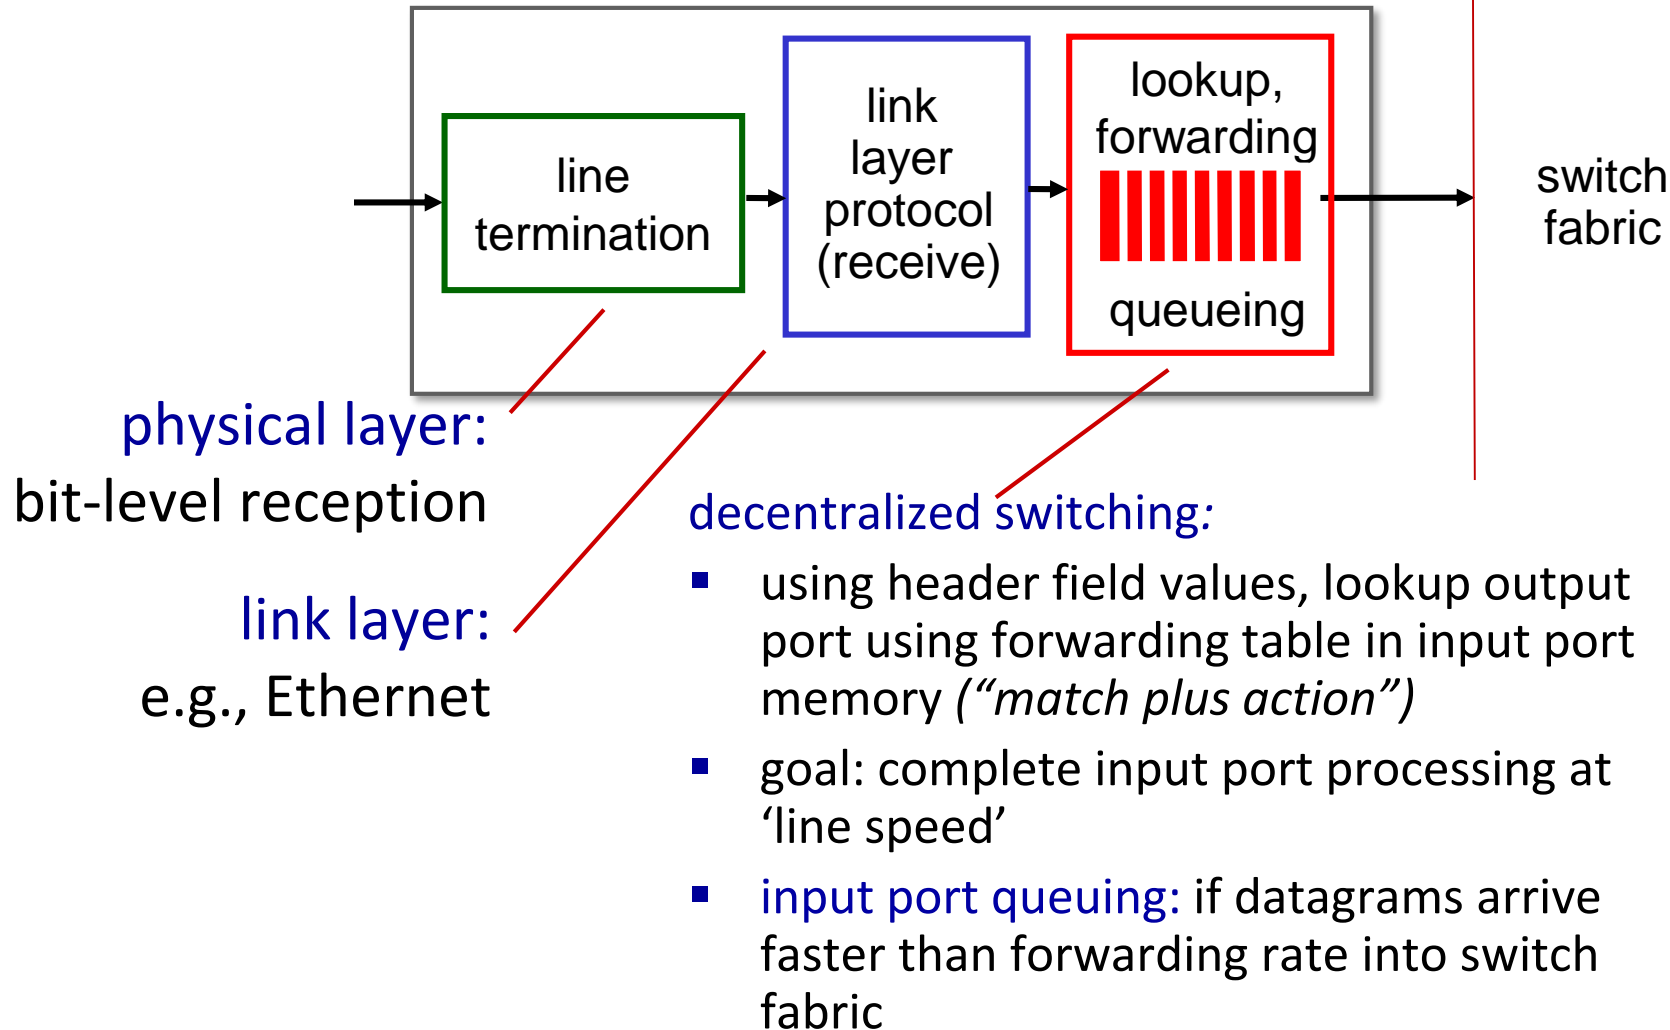 line
termination
link
layer
protocol
(receive)
lookup,
forwarding
queueing
switch
fabric
physical layer:
bit-level reception
link layer:
e.g., Ethernet
decentralized switching:
▪ using header field values, lookup output
port using forwarding table in input port
memory (“match plus action”)
▪ goal: complete input port processing at
‘line speed’
▪ input port queuing: if datagrams arrive
faster than forwarding rate into switch
fabric